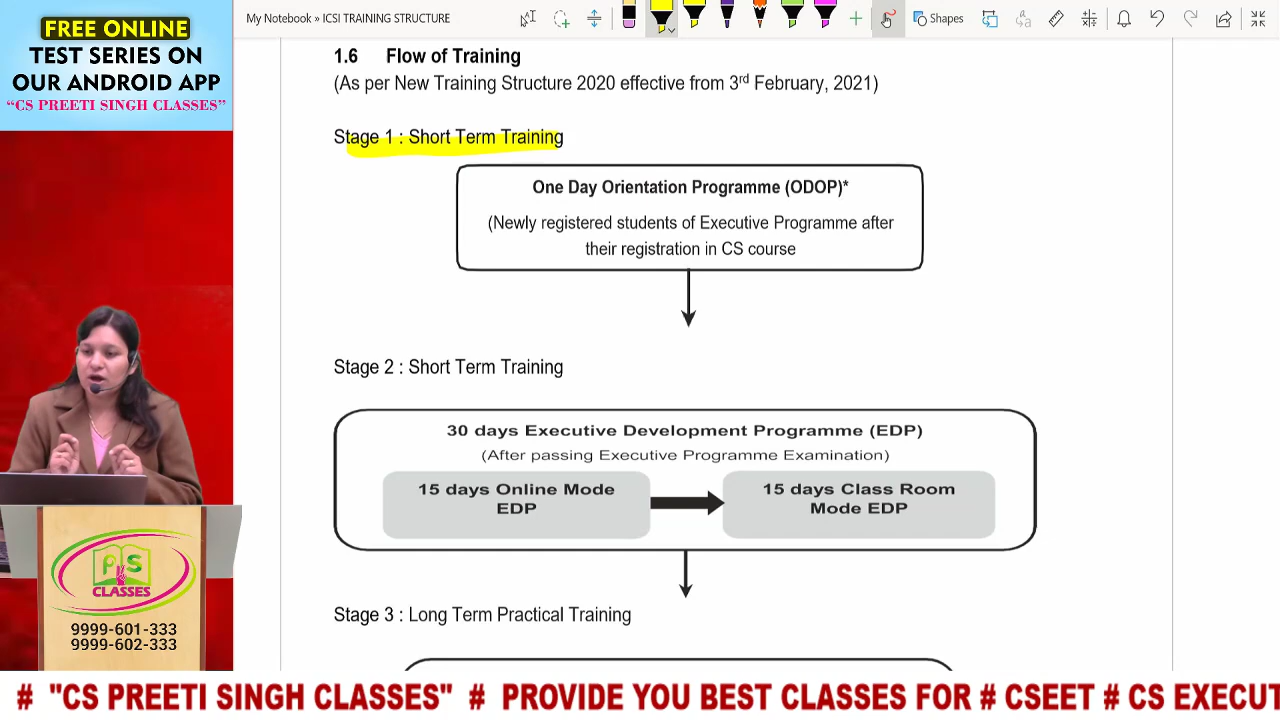 FREE ONLINE
TEST SERIES ON
OUR ANDROID APP
"CS PREETI SINGH CLASSES"
My Notebook » ICSI TRAINING STRUCTURE
Shapes
1.6 Flow of Training
(As per New Training Structure 2020 effective from 3rd February, 2021)
Stage 1 : Short Term Training
One Day Orientation Programme (ODOP)*
(Newly registered students of Executive Programme after
their registration in CS course
Stage 2 : Short Term Training
30 days Executive Development Programme (EDP)
(After passing Executive Programme Examination)
15 days Online Mode
EDP
15 days Class Room
Mode EDP
Stage 3 : Long Term Practical Training
PS
CLASSES
9999-601-333
9999-602-333
# "CS PREETI SINGH CLASSES" # PROVIDE YOU BEST CLASSES FOR # CSEET # CS EXECUT